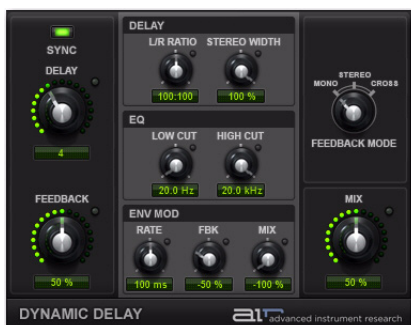 SYNC
DELAY
4
FEEDBACK
50 %
DELAY
L/R RATIO STEREO WIDTH
100:100 100 %
EQ
LOW CUT HIGH CUT
20.0 Hz 20.0 kHz
ENV MOD
RATE FBK MIX
100 ms -50 % -100 %
STEREO
MONO CROSS
FEEDBACK MODE
MIX
50 %
DYNAMIC DELAY
air advanced instrument research